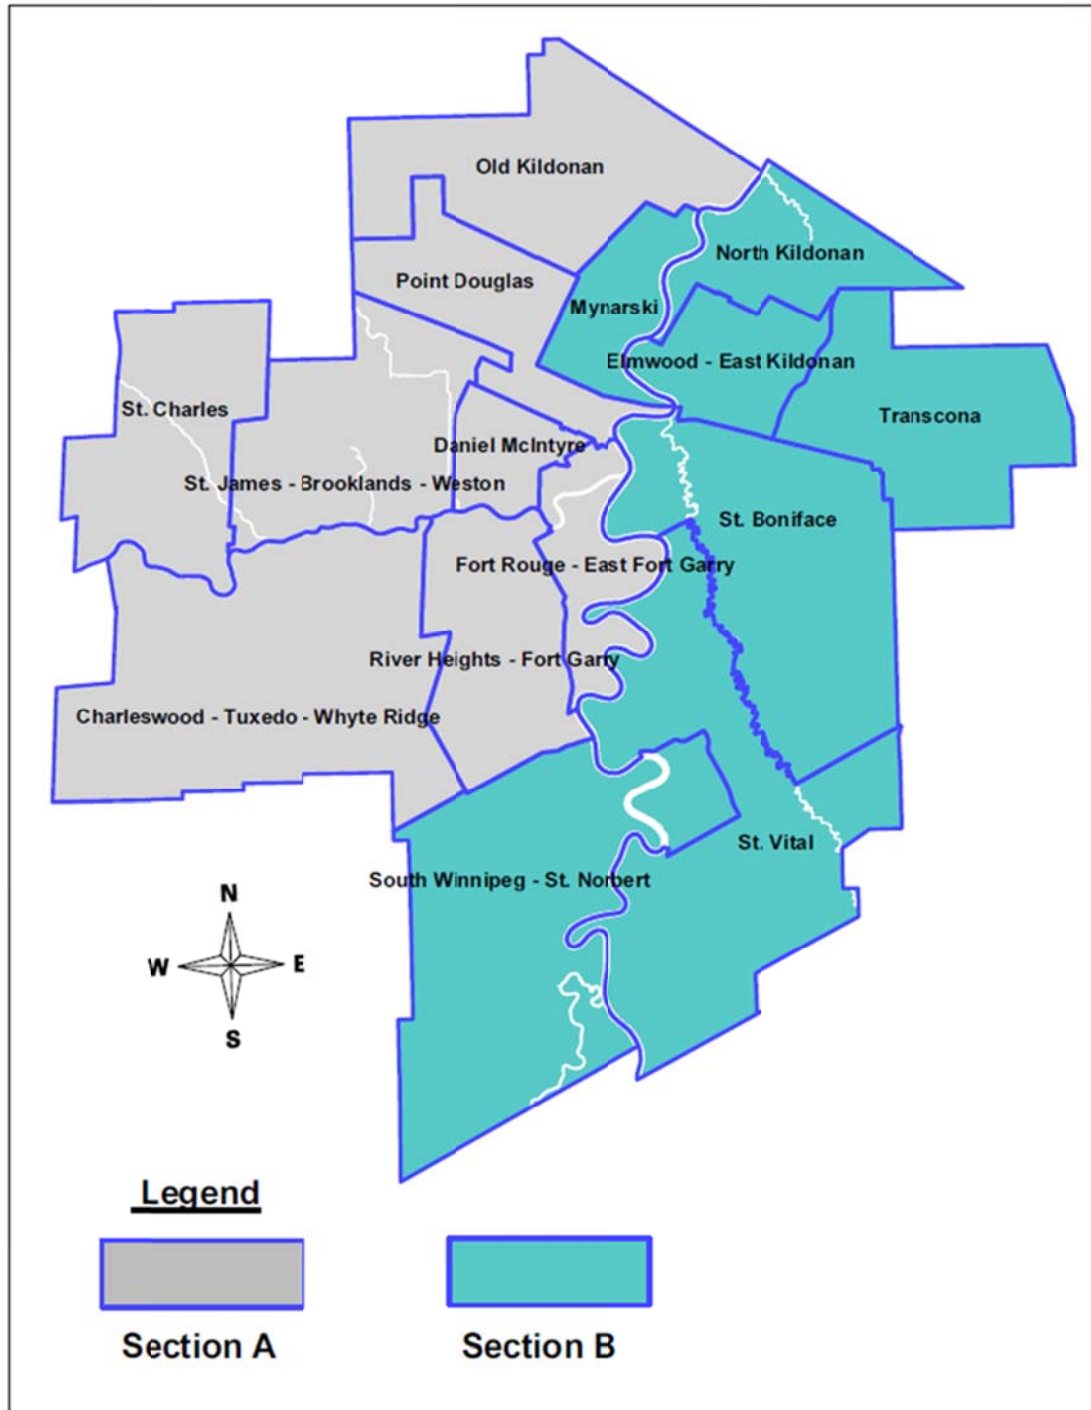 Old Kildonan
North Kildonan
Point Douglas
Mynarski
Elmwood - East Kildonan
St. Charles
Transcona
Daniel McIntyre
St. James - Brooklands - Weston
St. Boniface
Fort Rouge - East Fort Garry
River Heights - Fort Garry
Charleswood - Tuxedo - Whyte Ridge
St. Vital
South Winnipeg - St. Norbert
N
W
E
S
Legend
Section A
Section B